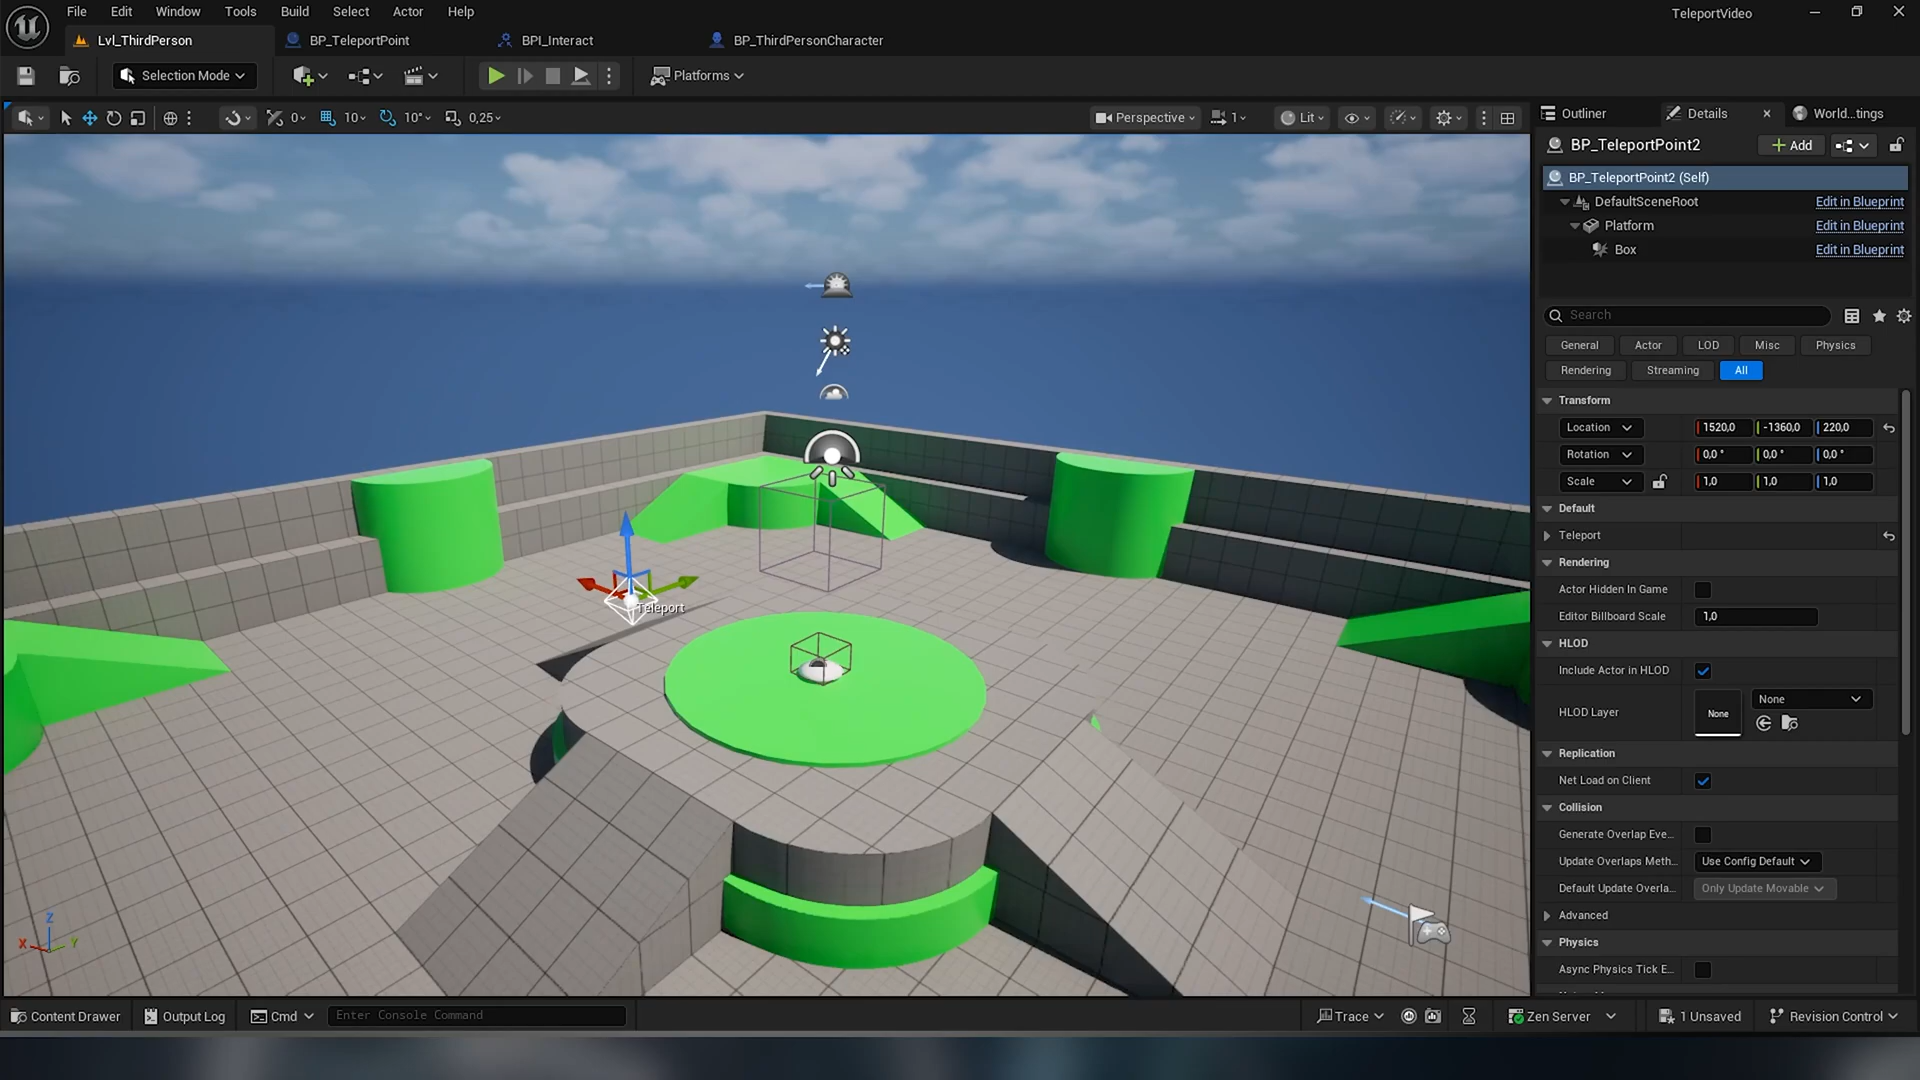 File Edit Window Tools Build Select Actor Help
TeleportVideo
Lvl_ThirdPerson BP_TeleportPoint BPI_Interact BP_ThirdPersonCharacter
Selection Mode Platforms
0 10 10° 0,25 Perspective 1 Lit
Outliner Details World...tings
BP_TeleportPoint2 Add
BP_TeleportPoint2 (Self)
DefaultSceneRoot Edit in Blueprint
Platform Edit in Blueprint
Box Edit in Blueprint
Search
General Actor LOD Misc Physics
Rendering Streaming All
Transform
Location 1520,0 -1360,0 220,0
Rotation 0,0 ° 0,0 ° 0,0 °
Scale 1,0 1,0 1,0
Default
Teleport
Rendering
Actor Hidden In Game
Editor Billboard Scale 1,0
HLOD
Include Actor in HLOD
HLOD Layer None None
Replication
Net Load on Client
Collision
Generate Overlap Eve...
Update Overlaps Meth... Use Config Default
Default Update Overla... Only Update Movable
Advanced
Physics
Async Physics Tick E...
Teleport
Z
X Y
Content Drawer Output Log Cmd Enter Console Command Trace Zen Server 1 Unsaved Revision Control